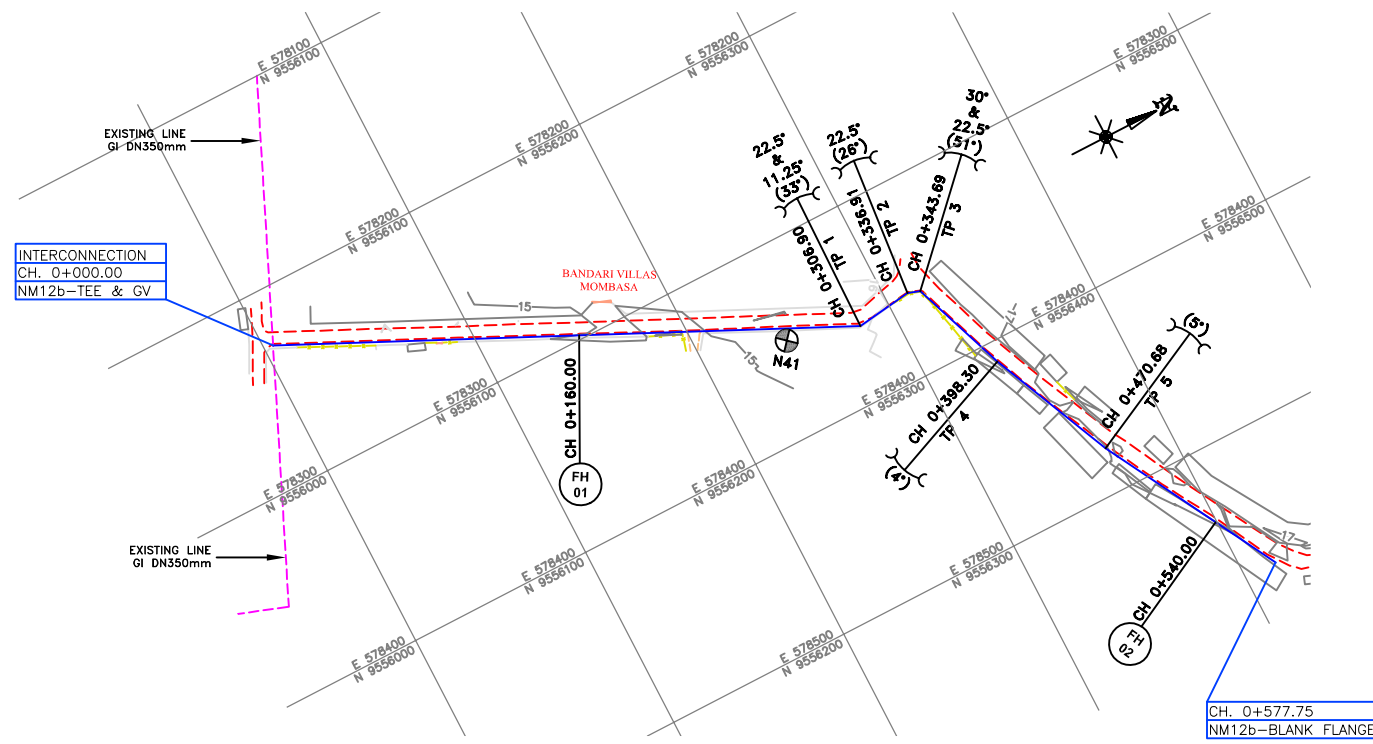 E 578100
N 9556100
E 578200
N 9556300
E 578300
N 9556500
EXISTING LINE
GI DN350mm
E 578200
N 9556200
22.5°
&
11.25°
(33°)
22.5°
(26°)
30°
&
22.5°
(51°)
N
CH 0+306.90
TP 1
CH 0+336.91
TP 2
CH 0+343.69
TP 3
E 578200
N 9556100
E 578400
N 9556500
INTERCONNECTION
CH. 0+000.00
NM12b-TEE & GV
BANDARI VILLAS
MOMBASA
15
E 578400
N 9556400
15
N41
E 578300
N 9556100
E 578400
N 9556300
CH 0+398.30
TP 4
(4°)
CH 0+470.68
TP 5
(5°)
CH 0+160.00
FH
01
E 578300
N 9556000
E 578400
N 9556200
17
EXISTING LINE
GI DN350mm
E 578400
N 9556100
E 578500
N 9556300
CH 0+540.00
FH
02
E 578400
N 9556000
E 578500
N 9556200
CH. 0+577.75
NM12b-BLANK FLANGE